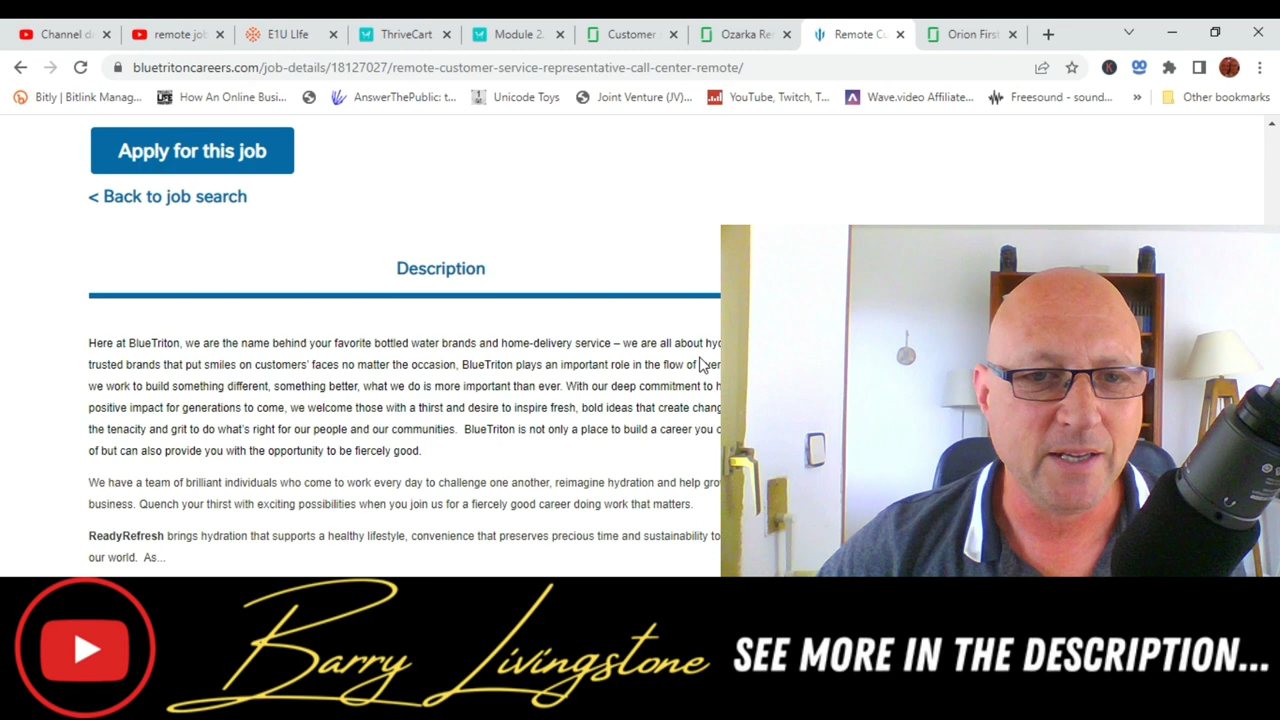 Channel da
remote job
E1U LIfe
ThriveCart
Module 2.
Customer
Ozarka Re
Remote Cu
Orion First
bluetritoncareers.com/job-details/18127027/remote-customer-service-representative-call-center-remote/
Bitly | Bitlink Manag...
How An Online Busi...
AnswerThePublic: t...
Unicode Toys
Joint Venture (JV)...
YouTube, Twitch, T...
Wave.video Affiliate...
Freesound - sound...
»
Other bookmarks
Apply for this job
< Back to job search
Description
Here at BlueTriton, we are the name behind your favorite bottled water brands and home-delivery service – we are all about hyd
trusted brands that put smiles on customers' faces no matter the occasion, BlueTriton plays an important role in the flow of
we work to build something different, something better, what we do is more important than ever. With our deep commitment to h
positive impact for generations to come, we welcome those with a thirst and desire to inspire fresh, bold ideas that create chang
the tenacity and grit to do what's right for our people and our communities. BlueTriton is not only a place to build a career you c
of but can also provide you with the opportunity to be fiercely good.
We have a team of brilliant individuals who come to work every day to challenge one another, reimagine hydration and help grow
business. Quench your thirst with exciting possibilities when you join us for a fiercely good career doing work that matters.
ReadyRefresh brings hydration that supports a healthy lifestyle, convenience that preserves precious time and sustainability to
our world. As...
Barry Livingstone
SEE MORE IN THE DESCRIPTION...